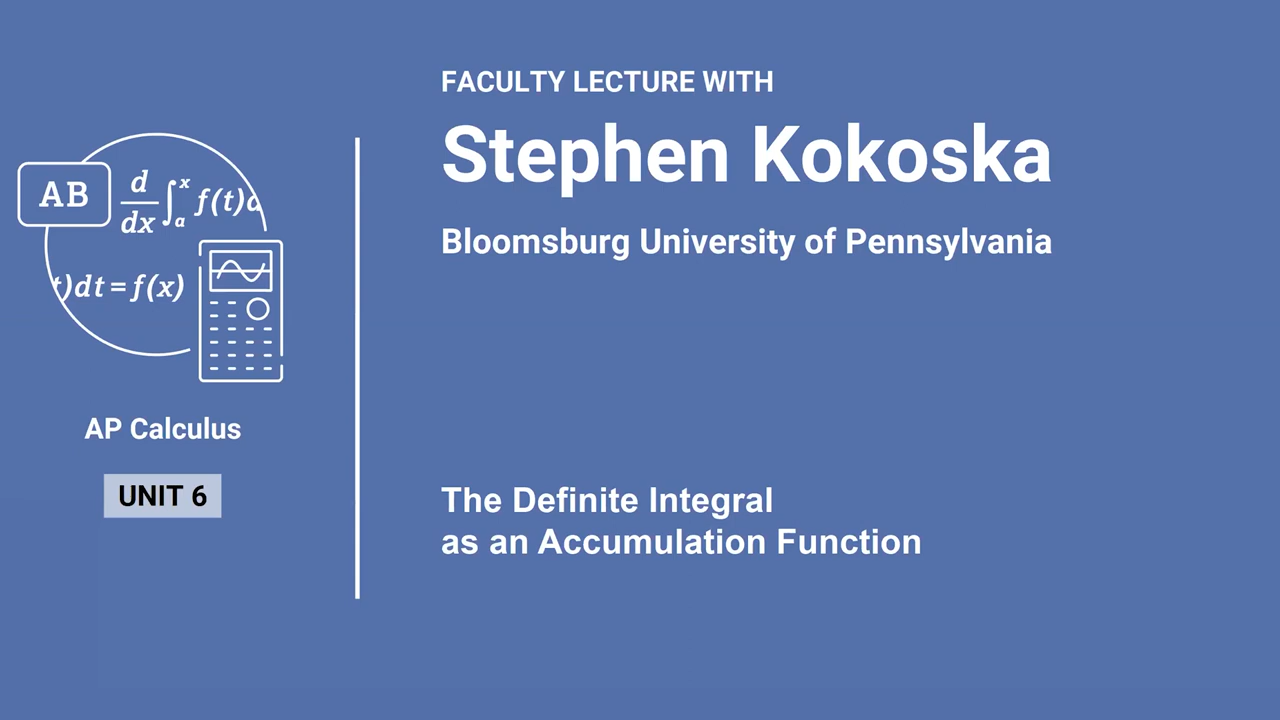 FACULTY LECTURE WITH
Stephen Kokoska
Bloomsburg University of Pennsylvania
AB
d/dx ∫_a^x f(t)d
t)dt = f(x)
AP Calculus
UNIT 6
The Definite Integral
as an Accumulation Function